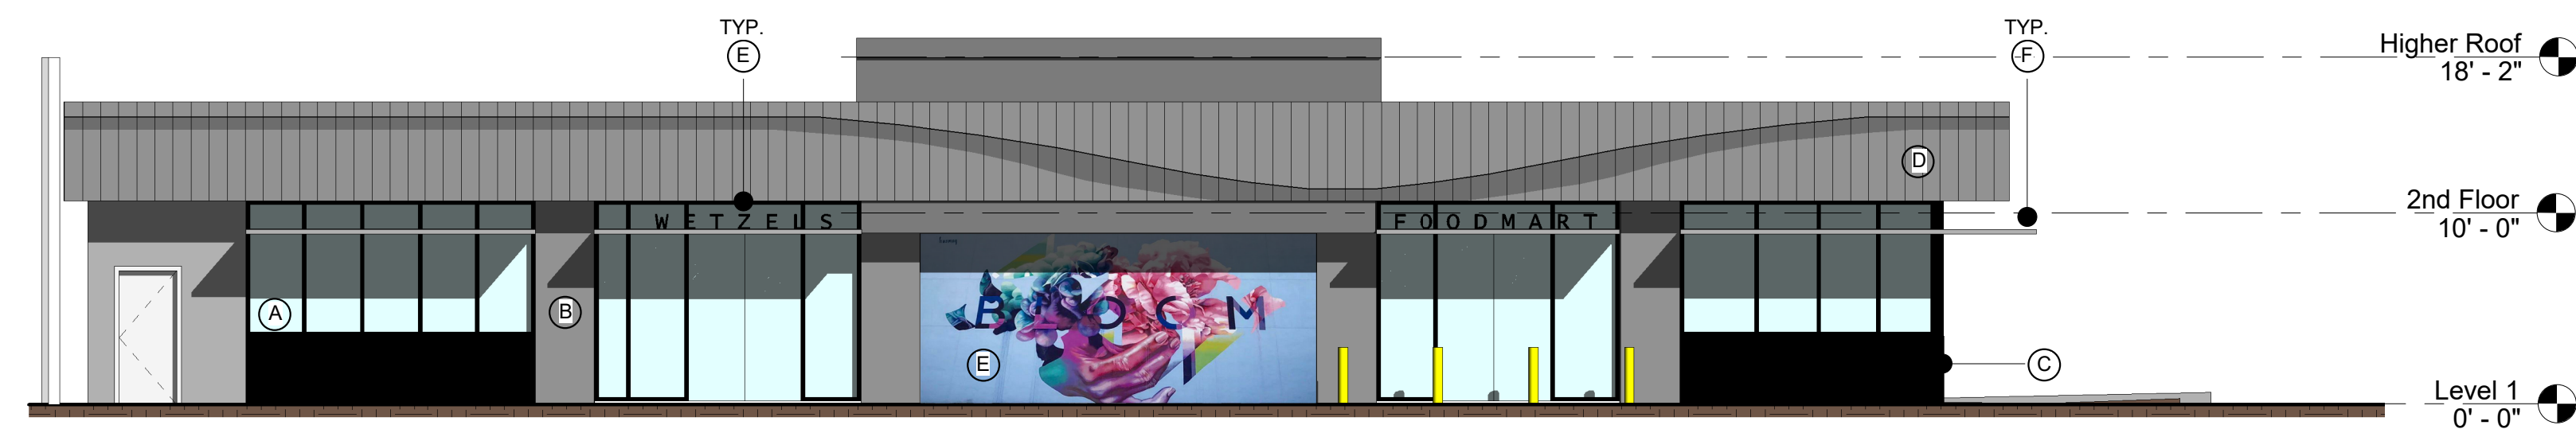 TYP.
E
TYP.
F
Higher Roof
18' - 2"
D
2nd Floor
10' - 0"
WETZELS
FOODMART
A
B
BLOOM
E
C
Level 1
0' - 0"